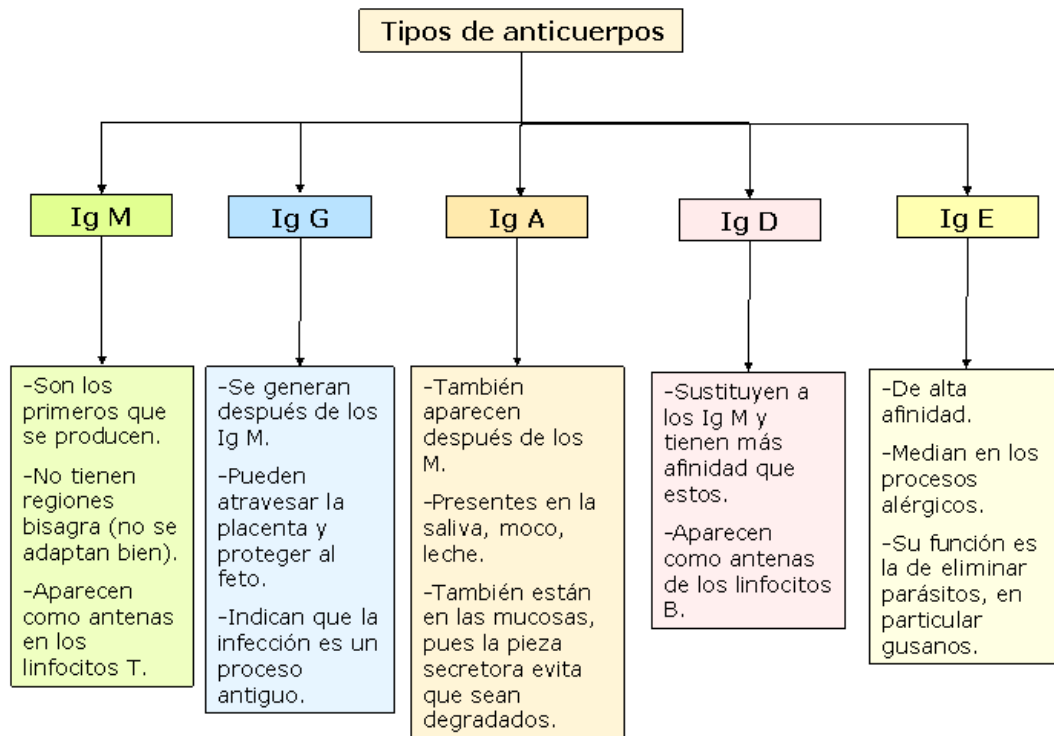 Tipos de anticuerpos
Ig M
Ig G
Ig A
Ig D
Ig E
-Son los
primeros que
se producen.
-No tienen
regiones
bisagra (no se
adaptan bien).
-Aparecen
como antenas
en los
linfocitos T.
-Se generan
después de los
Ig M.
-Pueden
atravesar la
placenta y
proteger al
feto.
-Indican que la
infección es un
proceso
antiguo.
-También
aparecen
después de los
M.
-Presentes en la
saliva, moco,
leche.
-También están
en las mucosas,
pues la pieza
secretora evita
que sean
degradados.
-Sustituyen a
los Ig M y
tienen más
afinidad que
estos.
-Aparecen
como antenas
de los linfocitos
B.
-De alta
afinidad.
-Median en los
procesos
alérgicos.
-Su función es
la de eliminar
parásitos, en
particular
gusanos.